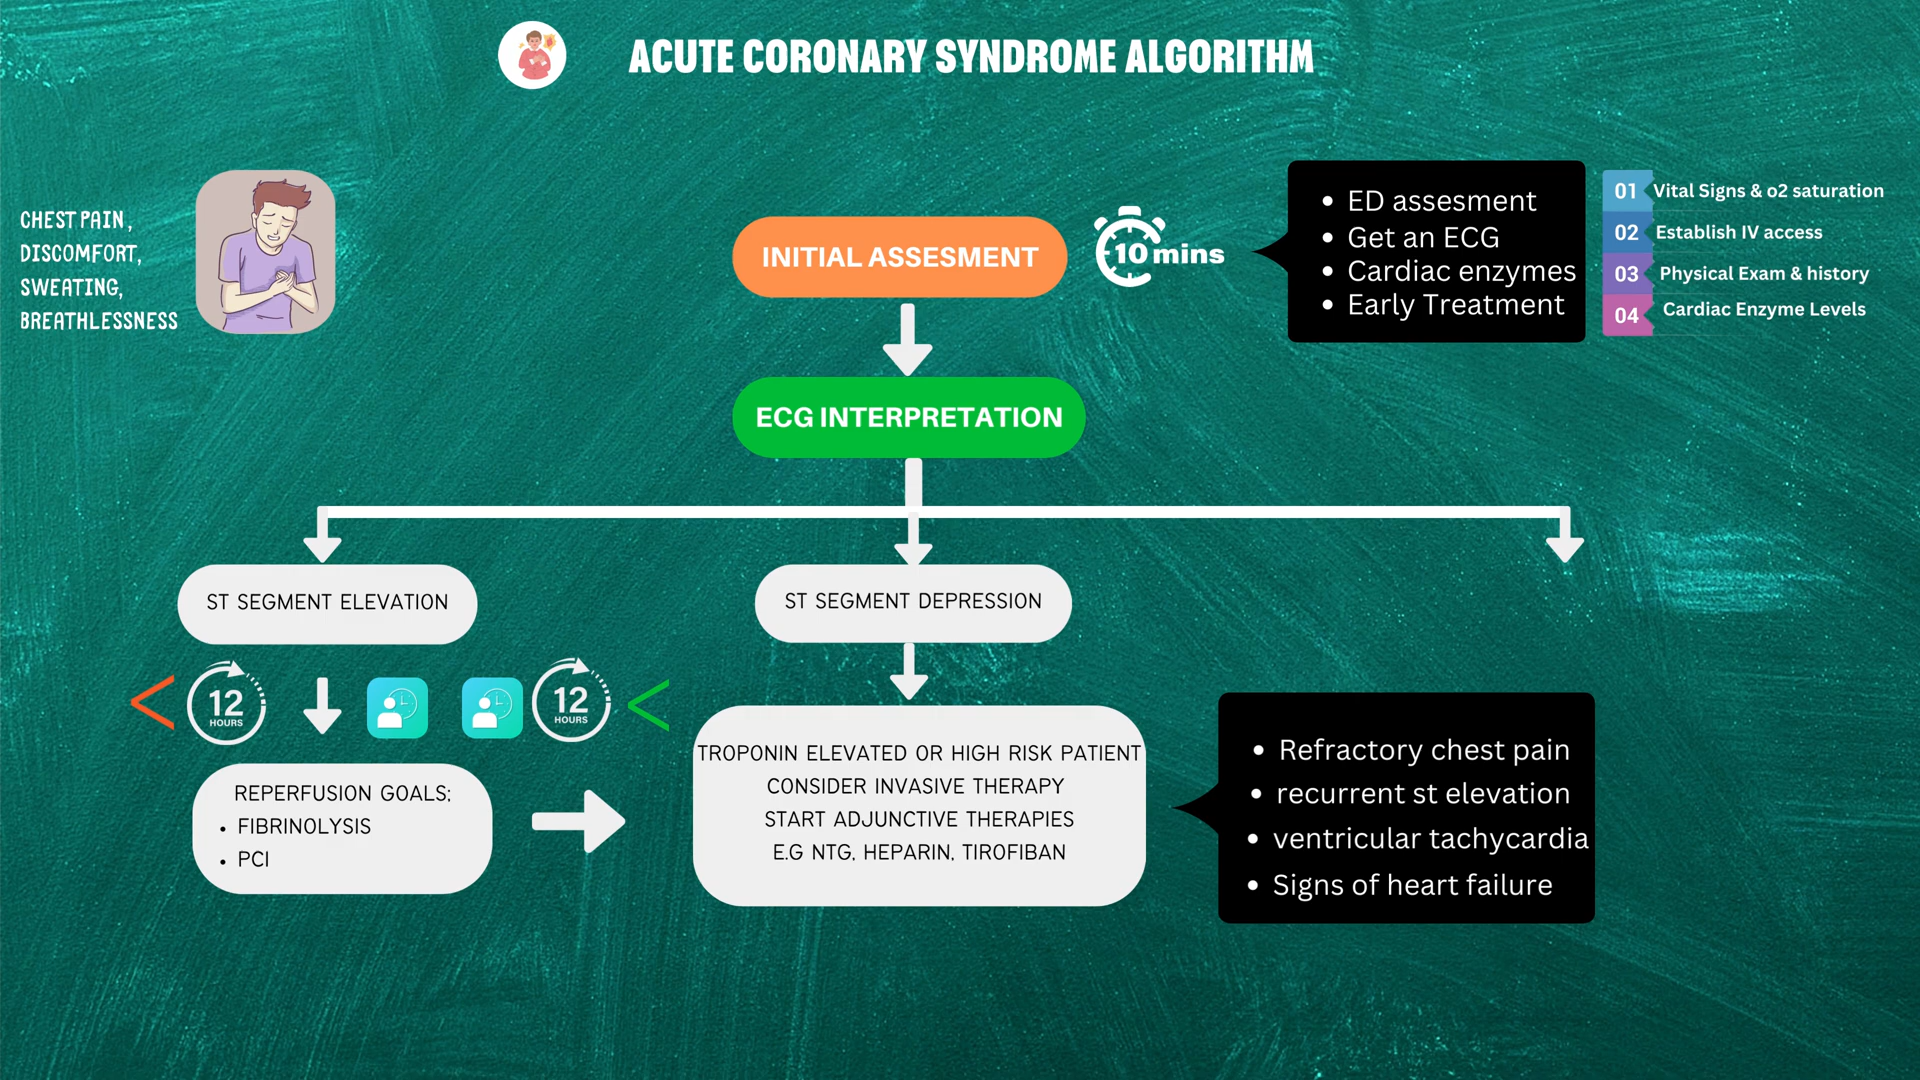 ACUTE CORONARY SYNDROME ALGORITHM
CHEST PAIN,
DISCOMFORT,
SWEATING,
BREATHLESSNESS
INITIAL ASSESMENT
10 mins
• ED assesment
• Get an ECG
• Cardiac enzymes
• Early Treatment
01 Vital Signs & o2 saturation
02 Establish IV access
03 Physical Exam & history
04 Cardiac Enzyme Levels
ECG INTERPRETATION
ST SEGMENT ELEVATION
ST SEGMENT DEPRESSION
< 12
HOURS
12 <
HOURS
REPERFUSION GOALS:
• FIBRINOLYSIS
• PCI
TROPONIN ELEVATED OR HIGH RISK PATIENT
CONSIDER INVASIVE THERAPY
START ADJUNCTIVE THERAPIES
E.G NTG, HEPARIN, TIROFIBAN
• Refractory chest pain
• recurrent st elevation
• ventricular tachycardia
• Signs of heart failure